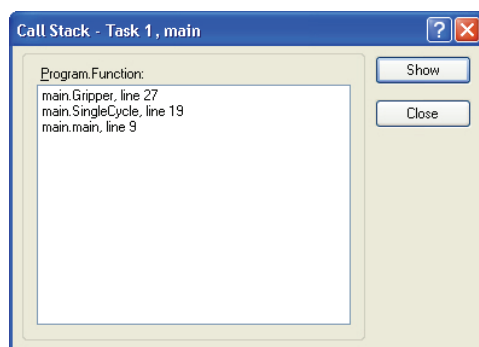 Call Stack - Task 1, main
Program.Function:
Show
main.Gripper, line 27
main.SingleCycle, line 19
main.main, line 9
Close